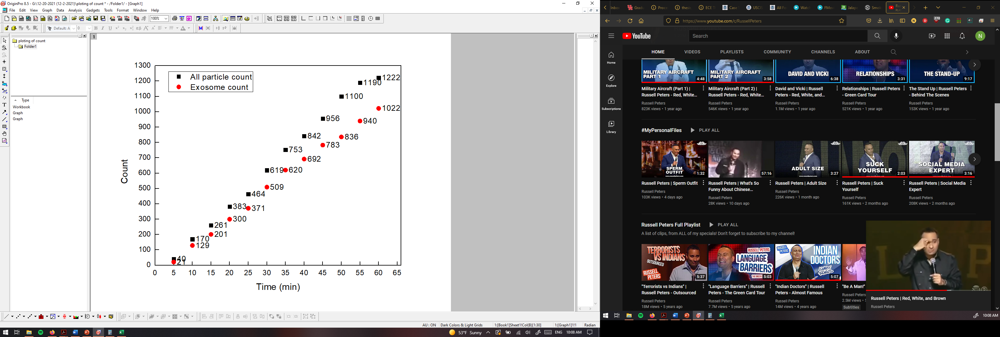 OriginPro 8.5 - G:\12-20-2021 (12-2-2021)\ploting of count * - /Folder1/ - [Graph1]
File Edit View Graph Data Analysis Gadgets Tools Format Window Help
100%
Default: A 0 B I U
ploting of count
Folder1
Type
Workbook
Graph
Graph
1
1300
1200
1100
1000
900
800
700
600
500
400
300
200
100
0
Count
All particle count
Exosome count
1222
1190
1100
1022
956
940
842
836
753
783
692
619
620
509
464
371
383
300
261
201
170
129
40
21
0 5 10 15 20 25 30 35 40 45 50 55 60 65
Time (min)
AU : ON Dark Colors & Light Grids 1:[Book1]Sheet1!Col(B)[1:30] 1:[Graph1]1!1 Radian
53°F Sunny ENG 10:08 AM
Inbox Gradu Proce thesis ECE T Case USCIS All Fo Watch FMov Jalape Smok
https://www.youtube.com/c/RussellPeters
270
YouTube
Search
N
HOME VIDEOS PLAYLISTS COMMUNITY CHANNELS ABOUT
Home
Explore
Subscriptions
Library
MILITARY AIRCRAFT PART 1 4:48
MILITARY AIRCRAFT PART 2 3:58
DAVID AND VICKI 6:38
RELATIONSHIPS 3:31
THE STAND-UP 9:17
Military Aircraft (Part 1) | Russell Peters - Red, White...
Russell Peters
823K views • 1 year ago
Military Aircraft (Part 2) | Russell Peters - Red, White...
Russell Peters
546K views • 1 year ago
David and Vicki | Russell Peters - Red, White, and...
Russell Peters
1.1M views • 1 year ago
Relationships | Russell Peters - Green Card Tour
Russell Peters
521K views • 1 year ago
The Stand Up | Russell Peters - Behind The Scenes
Russell Peters
153K views • 1 year ago
#MyPersonalFiles PLAY ALL
SPERM OUTFIT 1:32
57:16
ADULT SIZE 3:27
SUCK YOURSELF 2:03
SOCIAL MEDIA EXPERT 3:16
Russell Peters | Sperm Outfit
Russell Peters
103K views • 4 days ago
Russell Peters | What's So Funny About Chinese...
Russell Peters
28K views • 10 days ago
Russell Peters | Adult Size
Russell Peters
226K views • 1 month ago
Russell Peters | Suck Yourself
Russell Peters
161K views • 2 months ago
Russell Peters | Social Media Expert
Russell Peters
208K views • 2 months ago
Russell Peters Full Playlist PLAY ALL
A list of clips, from ALL of my specials! Don't forget to subscribe to my channel!
TERRORISTS VS INDIANS OUTSOURCED RUSSELL PETERS 5:37
RUSSELL PETERS LANGUAGE BARRIERS 5:03
RUSSELL PETERS INDIAN DOCTORS ALMOST FAMOUS 5:07
"Terrorists vs Indians" | Russell Peters - Outsourced
Russell Peters
18M views • 5 years ago
"Language Barriers" | Russell Peters - The Green Card Tour
Russell Peters
7.7M views • 5 years ago
"Indian Doctors" | Russell Peters - Almost Famous
Russell Peters
14M views • 4 years ago
"Be A Man!"
Russell Peters
2.5M views •
Subtitles
Russell Peters | Red, White, and Brown
Russell Peters
10:08 AM